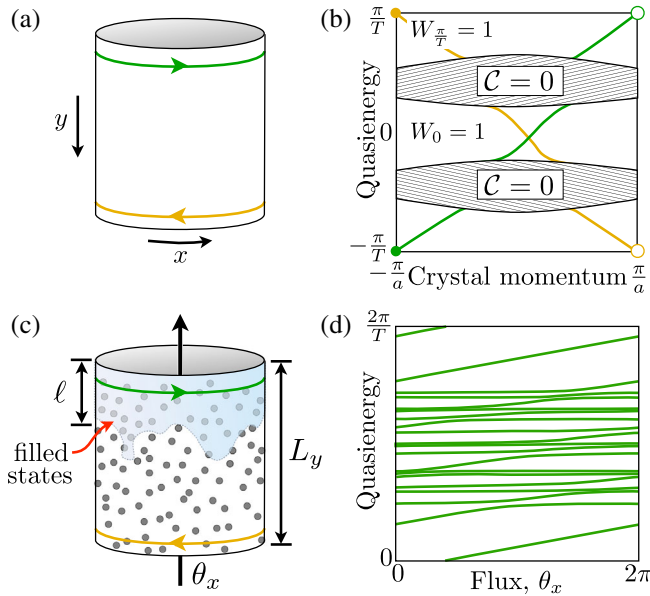 (a)
y
x
(b)
π/T
W_{π/T} = 1
C = 0
Quasienergy
0
W_0 = 1
C = 0
-π/T
-π/a
Crystal momentum
π/a
(c)
ℓ
filled
states
L_y
θ_x
(d)
2π/T
Quasienergy
0
0
Flux, θ_x
2π